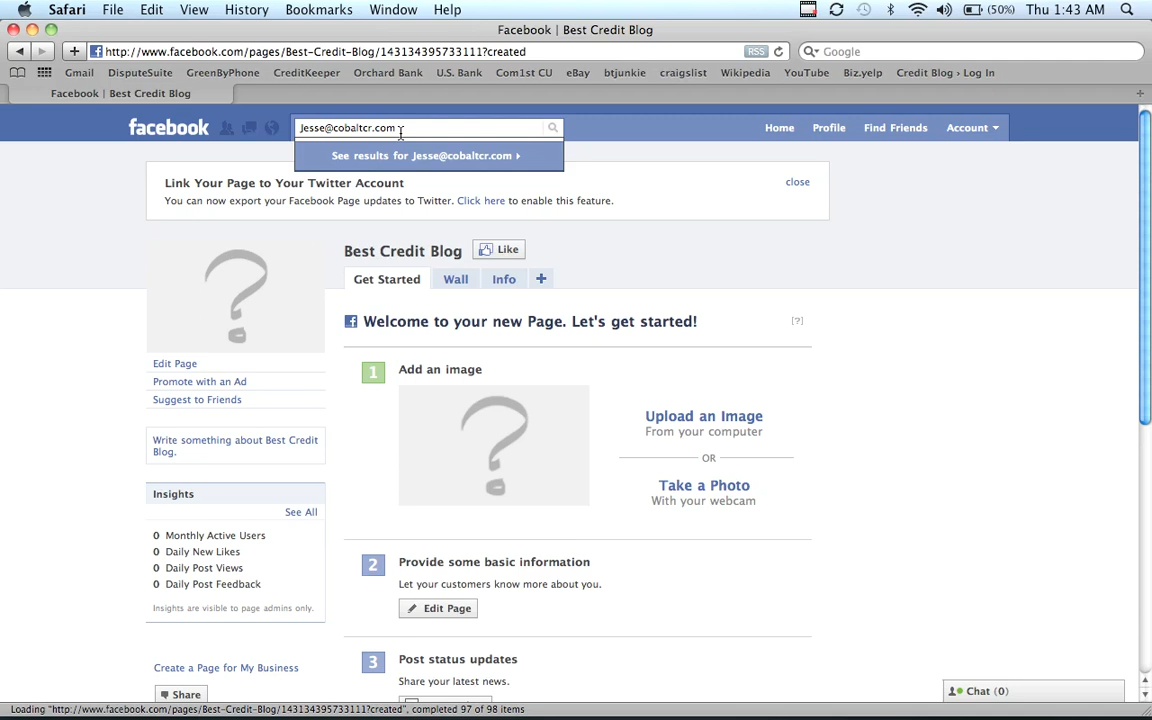 Safari File Edit View History Bookmarks Window Help (50%) Thu 1:43 AM
Facebook | Best Credit Blog
http://www.facebook.com/pages/Best-Credit-Blog/143134395733111?created RSS Google
Gmail DisputeSuite GreenByPhone CreditKeeper Orchard Bank U.S. Bank Com1st CU eBay btjunkie craigslist Wikipedia YouTube Biz.yelp Credit Blog › Log In
Facebook | Best Credit Blog
facebook Jesse@cobaltcr.com Home Profile Find Friends Account
See results for Jesse@cobaltcr.com
Link Your Page to Your Twitter Account close
You can now export your Facebook Page updates to Twitter. Click here to enable this feature.
Best Credit Blog Like
Get Started Wall Info +
Welcome to your new Page. Let's get started! [?]
1 Add an image
Upload an Image
From your computer
OR
Take a Photo
With your webcam
Edit Page
Promote with an Ad
Suggest to Friends
Write something about Best Credit
Blog.
Insights
See All
0 Monthly Active Users
0 Daily New Likes
0 Daily Post Views
0 Daily Post Feedback
Insights are visible to page admins only.
2 Provide some basic information
Let your customers know more about you.
Edit Page
3 Post status updates
Share your latest news.
Create a Page for My Business
Share
Chat (0)
Loading "http://www.facebook.com/pages/Best-Credit-Blog/143134395733111?created", completed 97 of 98 items